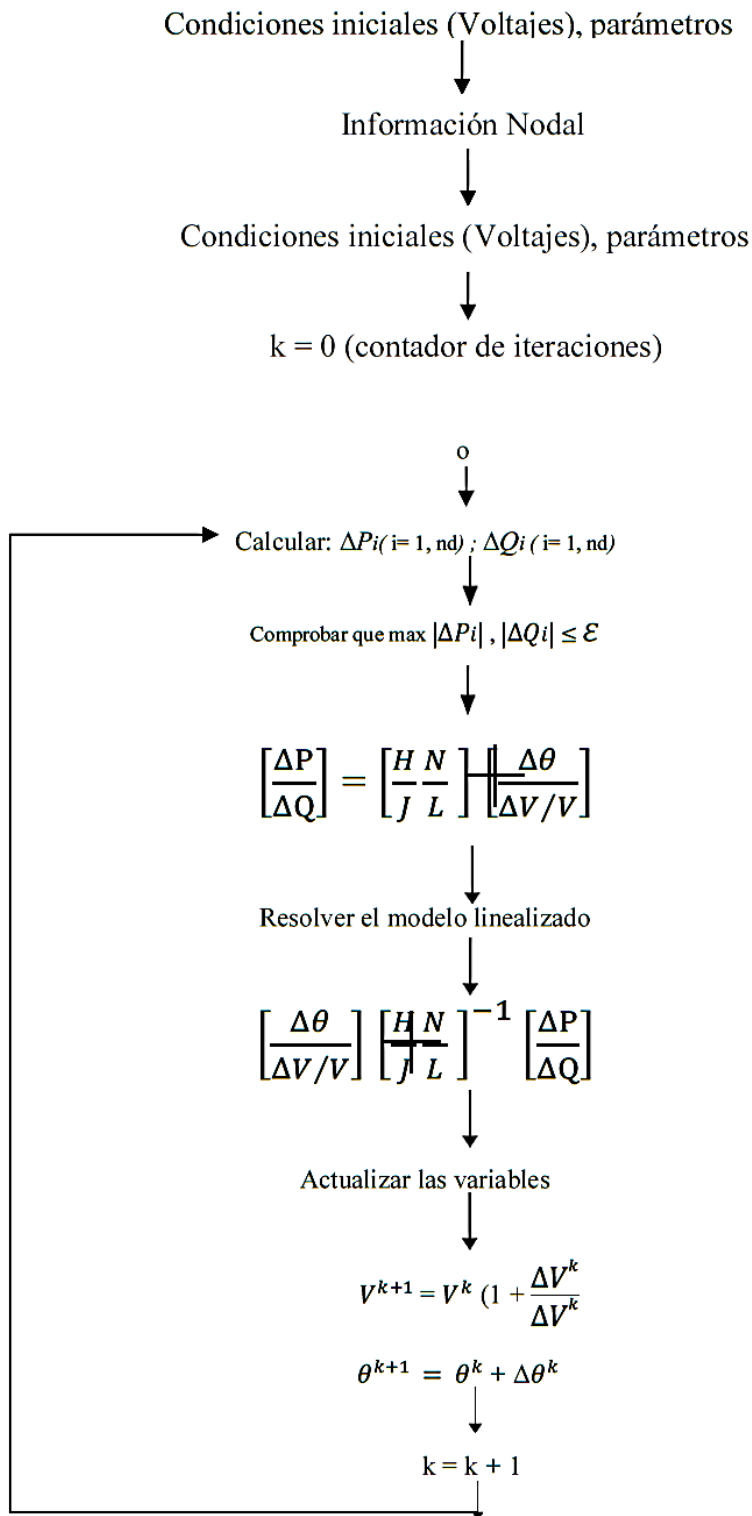 Condiciones iniciales (Voltajes), parámetros
Información Nodal
Condiciones iniciales (Voltajes), parámetros
k = 0 (contador de iteraciones)
o
Calcular: ΔPi( i= 1, nd) ; ΔQi ( i= 1, nd)
Comprobar que max |ΔPi| , |ΔQi| ≤ ℰ
[ΔP/ΔQ] = [H N / J L] [Δθ / ΔV/V]
Resolver el modelo linealizado
[Δθ / ΔV/V] [H N / J L]⁻¹ [ΔP/ΔQ]
Actualizar las variables
V^{k+1} = V^k (1 + ΔV^k/ΔV^k
θ^{k+1} = θ^k + Δθ^k
k = k + 1